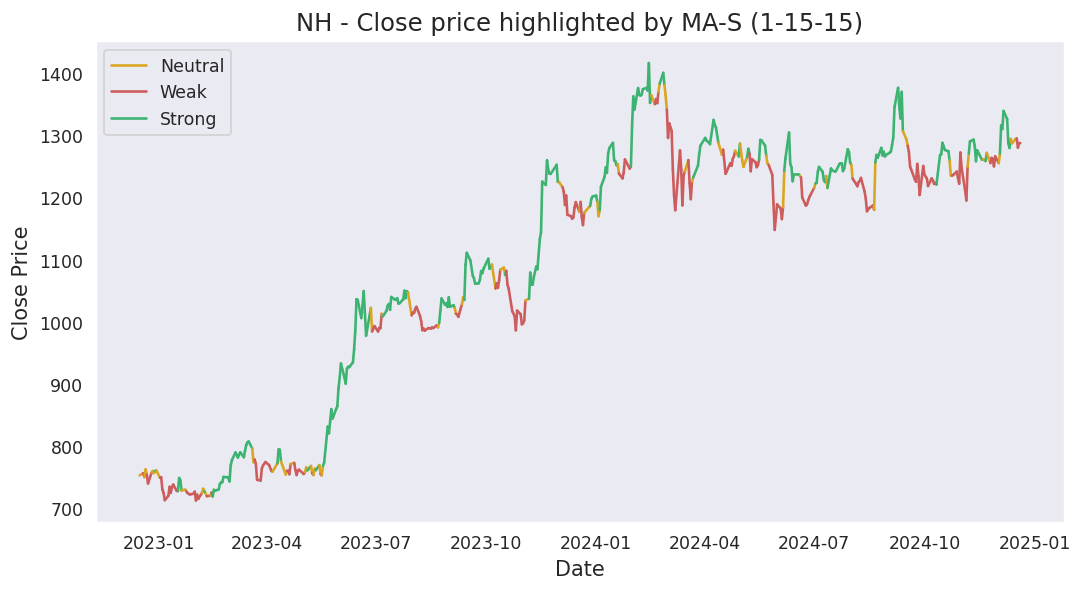 NH - Close price highlighted by MA-S (1-15-15)
Neutral
Weak
Strong
Close Price
1400
1300
1200
1100
1000
900
800
700
2023-01 2023-04 2023-07 2023-10 2024-01 2024-04 2024-07 2024-10 2025-01
Date